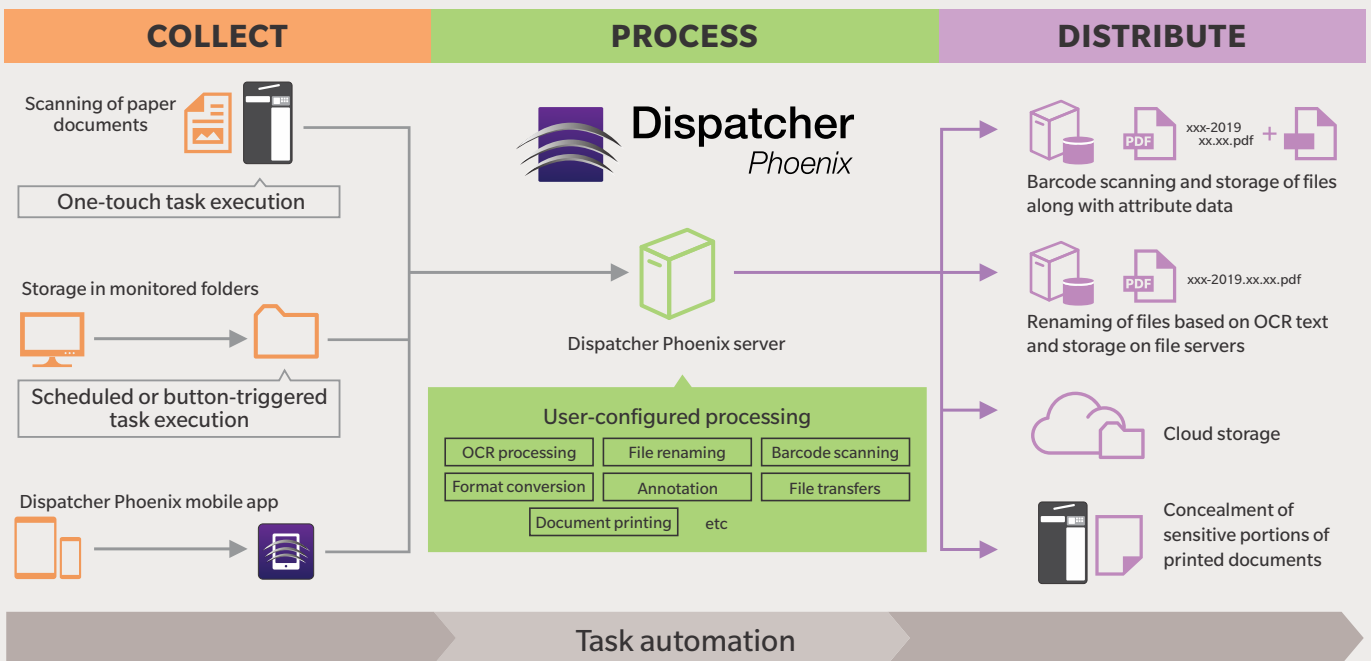 COLLECT
PROCESS
DISTRIBUTE
Scanning of paper
documents
One-touch task execution
Storage in monitored folders
Scheduled or button-triggered
task execution
Dispatcher Phoenix mobile app
Dispatcher
Phoenix
Dispatcher Phoenix server
User-configured processing
OCR processing
File renaming
Barcode scanning
Format conversion
Annotation
File transfers
Document printing
etc
PDF
xxx-2019
xx.xx.pdf
+
Barcode scanning and storage of files
along with attribute data
PDF
xxx-2019.xx.xx.pdf
Renaming of files based on OCR text
and storage on file servers
Cloud storage
Concealment of
sensitive portions of
printed documents
Task automation